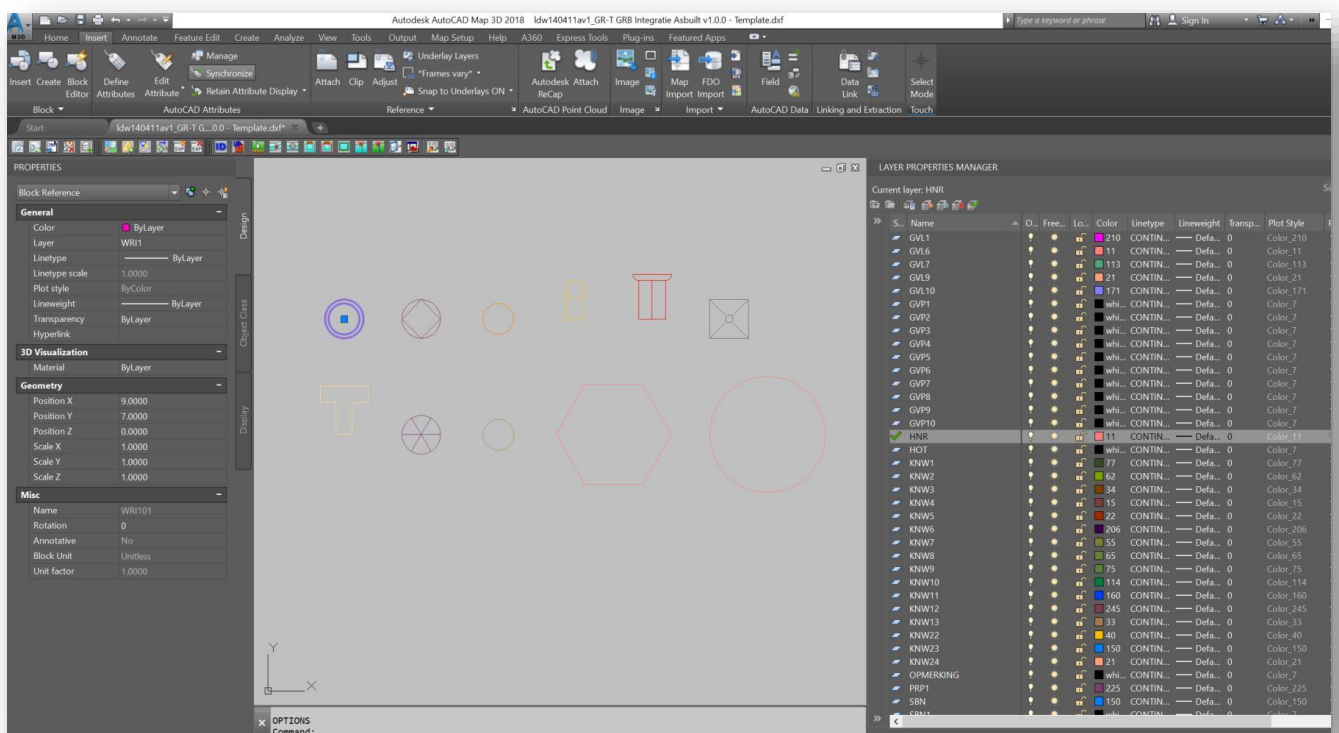 Autodesk AutoCAD Map 3D 2018 ldw140411av1_GR-T GRB Integratie Asbuilt v1.0.0 - Template.dxf
Type a keyword or phrase
Sign In
M3D
Home Insert Annotate Feature Edit Create Analyze View Tools Output Map Setup Help A360 Express Tools Plug-ins Featured Apps
Insert
Create
Block Editor
Define Attributes
Edit Attribute
Manage
Synchronize
Retain Attribute Display
Attach
Clip
Adjust
Underlay Layers
*Frames vary*
Snap to Underlays ON
Autodesk ReCap
Attach
Image
Map Import
FDO Import
Field
Data Link
Select Mode
Block
AutoCAD Attributes
Reference
AutoCAD Point Cloud
Image
Import
AutoCAD Data
Linking and Extraction
Touch
Start
ldw140411av1_GR-T G....0.0 - Template.dxf*
ID
PROPERTIES
Block Reference
General
Color ByLayer
Layer WRI1
Linetype ByLayer
Linetype scale 1.0000
Plot style ByColor
Lineweight ByLayer
Transparency ByLayer
Hyperlink
3D Visualization
Material ByLayer
Geometry
Position X 9.0000
Position Y 7.0000
Position Z 0.0000
Scale X 1.0000
Scale Y 1.0000
Scale Z 1.0000
Misc
Name WRI101
Rotation 0
Annotative No
Block Unit Unitless
Unit factor 1.0000
Design
Object Class
Display
Y
X
OPTIONS
Command:
LAYER PROPERTIES MANAGER
Current layer: HNR
S... Name O... Free... Lo... Color Linetype Lineweight Transp... Plot Style
GVL1 210 CONTIN... Defa... 0 Color_210
GVL6 11 CONTIN... Defa... 0 Color_11
GVL7 113 CONTIN... Defa... 0 Color_113
GVL9 21 CONTIN... Defa... 0 Color_21
GVL10 171 CONTIN... Defa... 0 Color_171
GVP1 whi... CONTIN... Defa... 0 Color_7
GVP2 whi... CONTIN... Defa... 0 Color_7
GVP3 whi... CONTIN... Defa... 0 Color_7
GVP4 whi... CONTIN... Defa... 0 Color_7
GVP5 whi... CONTIN... Defa... 0 Color_7
GVP6 whi... CONTIN... Defa... 0 Color_7
GVP7 whi... CONTIN... Defa... 0 Color_7
GVP8 whi... CONTIN... Defa... 0 Color_7
GVP9 whi... CONTIN... Defa... 0 Color_7
GVP10 whi... CONTIN... Defa... 0 Color_7
HNR 11 CONTIN... Defa... 0 Color_11
HOT whi... CONTIN... Defa... 0 Color_7
KNW1 77 CONTIN... Defa... 0 Color_77
KNW2 62 CONTIN... Defa... 0 Color_62
KNW3 34 CONTIN... Defa... 0 Color_34
KNW4 15 CONTIN... Defa... 0 Color_15
KNW5 22 CONTIN... Defa... 0 Color_22
KNW6 206 CONTIN... Defa... 0 Color_206
KNW7 55 CONTIN... Defa... 0 Color_55
KNW8 65 CONTIN... Defa... 0 Color_65
KNW9 75 CONTIN... Defa... 0 Color_75
KNW10 114 CONTIN... Defa... 0 Color_114
KNW11 160 CONTIN... Defa... 0 Color_160
KNW12 245 CONTIN... Defa... 0 Color_245
KNW13 33 CONTIN... Defa... 0 Color_33
KNW22 40 CONTIN... Defa... 0 Color_40
KNW23 150 CONTIN... Defa... 0 Color_150
KNW24 21 CONTIN... Defa... 0 Color_21
OPMERKING whi... CONTIN... Defa... 0 Color_7
PRP1 225 CONTIN... Defa... 0 Color_225
SBN 150 CONTIN... Defa... 0 Color_150